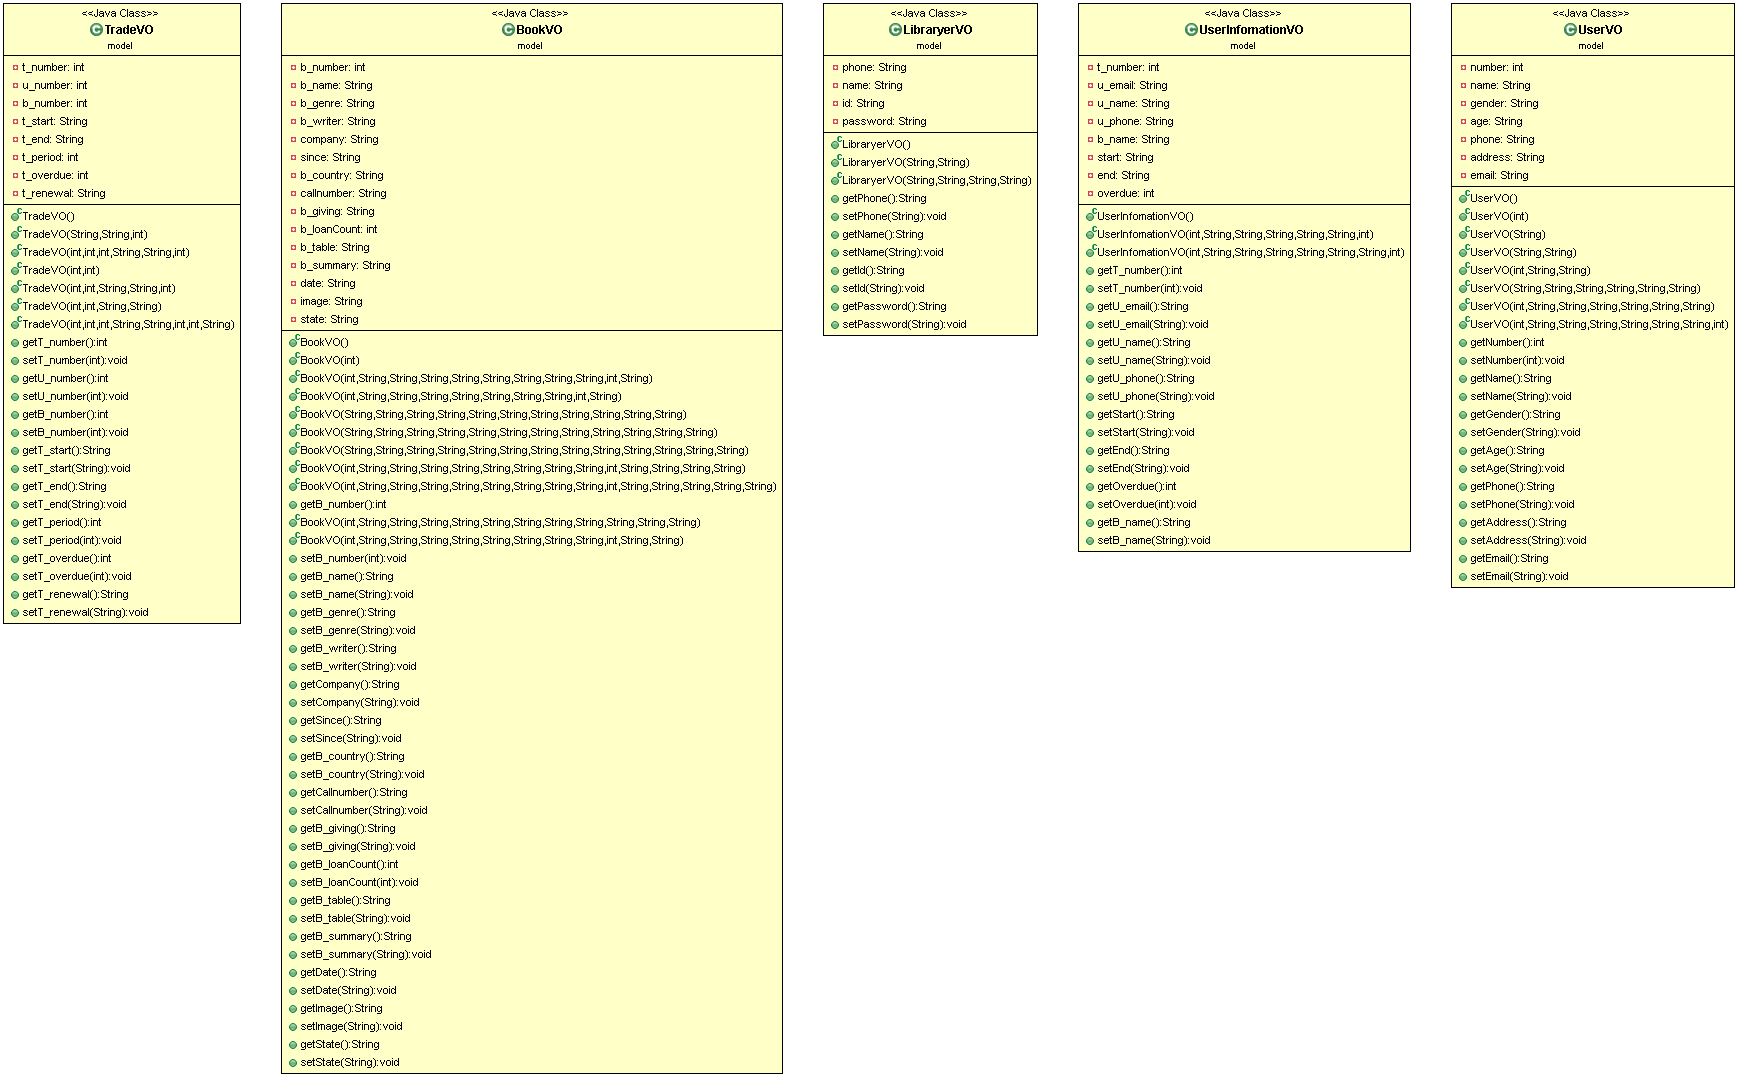 <<Java Class>>
TradeVO
model
t_number: int
u_number: int
b_number: int
t_start: String
t_end: String
t_period: int
t_overdue: int
t_renewal: String
TradeVO()
TradeVO(String,String,int)
TradeVO(int,int,int,String,String,int)
TradeVO(int,int)
TradeVO(int,int,String,String,int)
TradeVO(int,int,String,String)
TradeVO(int,int,int,String,String,int,int,String)
getT_number():int
setT_number(int):void
getU_number():int
setU_number(int):void
getB_number():int
setB_number(int):void
getT_start():String
setT_start(String):void
getT_end():String
setT_end(String):void
getT_period():int
setT_period(int):void
getT_overdue():int
setT_overdue(int):void
getT_renewal():String
setT_renewal(String):void
<<Java Class>>
BookVO
model
b_number: int
b_name: String
b_genre: String
b_writer: String
company: String
since: String
b_country: String
callnumber: String
b_giving: String
b_loanCount: int
b_table: String
b_summary: String
date: String
image: String
state: String
BookVO()
BookVO(int)
BookVO(int,String,String,String,String,String,String,String,String,int,String)
BookVO(int,String,String,String,String,String,String,String,int,String)
BookVO(String,String,String,String,String,String,String,String,String,String,String)
BookVO(String,String,String,String,String,String,String,String,String,String,String,String)
BookVO(String,String,String,String,String,String,String,String,String,String,String,String,String)
BookVO(int,String,String,String,String,String,String,String,String,int,String,String,String,String)
BookVO(int,String,String,String,String,String,String,String,String,int,String,String,String,String,String)
getB_number():int
BookVO(int,String,String,String,String,String,String,String,String,String,String,String)
BookVO(int,String,String,String,String,String,String,String,String,int,String,String)
setB_number(int):void
getB_name():String
setB_name(String):void
getB_genre():String
setB_genre(String):void
getB_writer():String
setB_writer(String):void
getCompany():String
setCompany(String):void
getSince():String
setSince(String):void
getB_country():String
setB_country(String):void
getCallnumber():String
setCallnumber(String):void
getB_giving():String
setB_giving(String):void
getB_loanCount():int
setB_loanCount(int):void
getB_table():String
setB_table(String):void
getB_summary():String
setB_summary(String):void
getDate():String
setDate(String):void
getImage():String
setImage(String):void
getState():String
setState(String):void
<<Java Class>>
LibraryerVO
model
phone: String
name: String
id: String
password: String
LibraryerVO()
LibraryerVO(String,String)
LibraryerVO(String,String,String,String)
getPhone():String
setPhone(String):void
getName():String
setName(String):void
getId():String
setId(String):void
getPassword():String
setPassword(String):void
<<Java Class>>
UserInfomationVO
model
t_number: int
u_email: String
u_name: String
u_phone: String
b_name: String
start: String
end: String
overdue: int
UserInfomationVO()
UserInfomationVO(int,String,String,String,String,String,int)
UserInfomationVO(int,String,String,String,String,String,String,int)
getT_number():int
setT_number(int):void
getU_email():String
setU_email(String):void
getU_name():String
setU_name(String):void
getU_phone():String
setU_phone(String):void
getStart():String
setStart(String):void
getEnd():String
setEnd(String):void
getOverdue():int
setOverdue(int):void
getB_name():String
setB_name(String):void
<<Java Class>>
UserVO
model
number: int
name: String
gender: String
age: String
phone: String
address: String
email: String
UserVO()
UserVO(int)
UserVO(String)
UserVO(String,String)
UserVO(int,String,String)
UserVO(String,String,String,String,String,String)
UserVO(int,String,String,String,String,String,String)
UserVO(int,String,String,String,String,String,String,int)
getNumber():int
setNumber(int):void
getName():String
setName(String):void
getGender():String
setGender(String):void
getAge():String
setAge(String):void
getPhone():String
setPhone(String):void
getAddress():String
setAddress(String):void
getEmail():String
setEmail(String):void